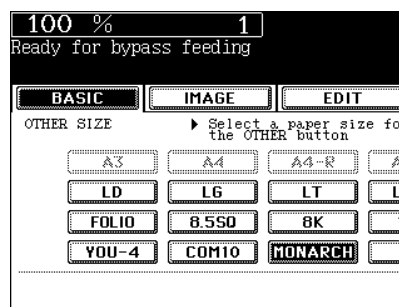 100 % 1
Ready for bypass feeding
BASIC IMAGE EDIT
OTHER SIZE ▶ Select a paper size fo
the OTHER button
A3 A4 A4-R
LD LG LT
FOLIO 8.5SQ 8K
YOU-4 COM10 MONARCH